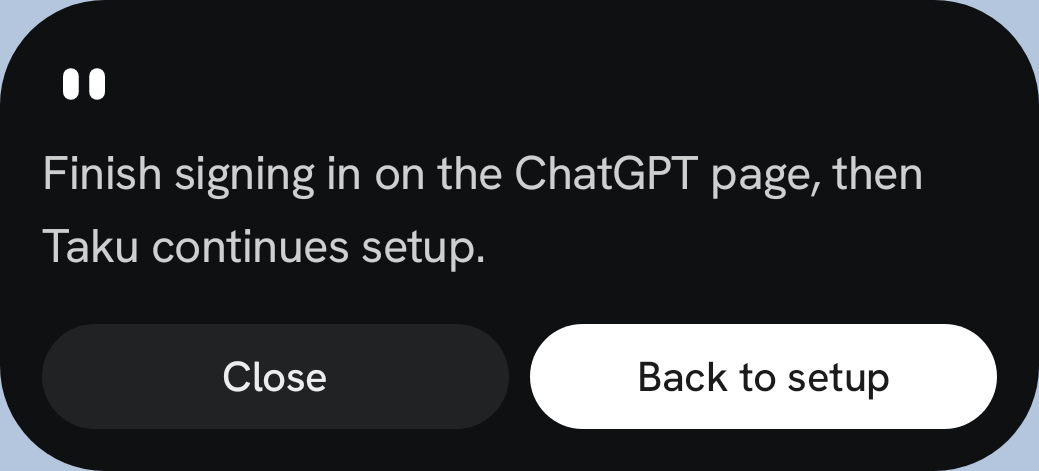 Finish signing in on the ChatGPT page, then
Taku continues setup.
Close
Back to setup